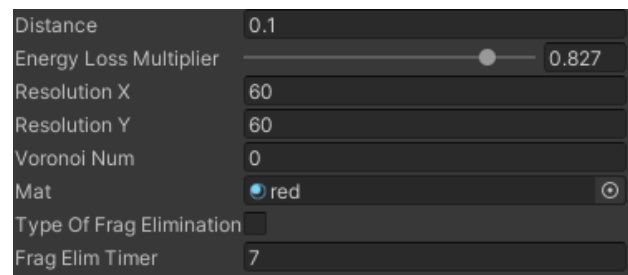 Distance 0.1
Energy Loss Multiplier 0.827
Resolution X 60
Resolution Y 60
Voronoi Num 0
Mat red
Type Of Frag Elimination
Frag Elim Timer 7